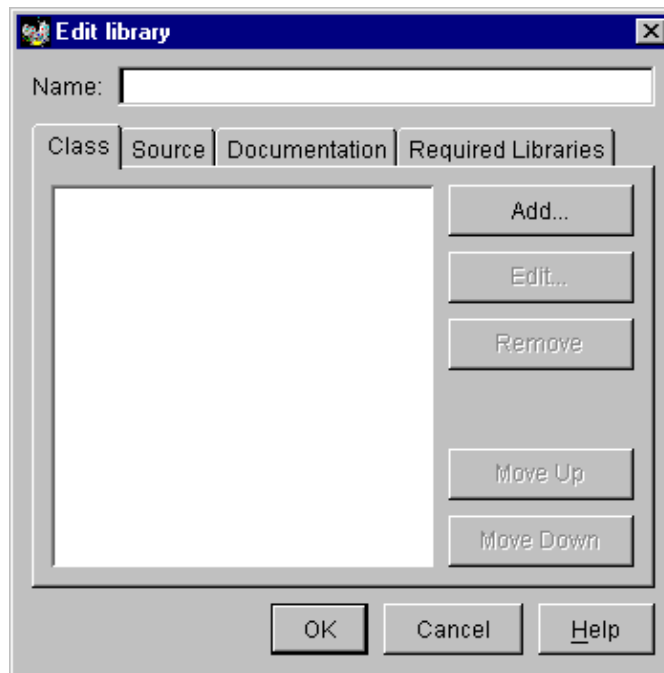 Edit library
Name:
Class Source Documentation Required Libraries
Add...
Edit...
Remove
Move Up
Move Down
OK Cancel Help